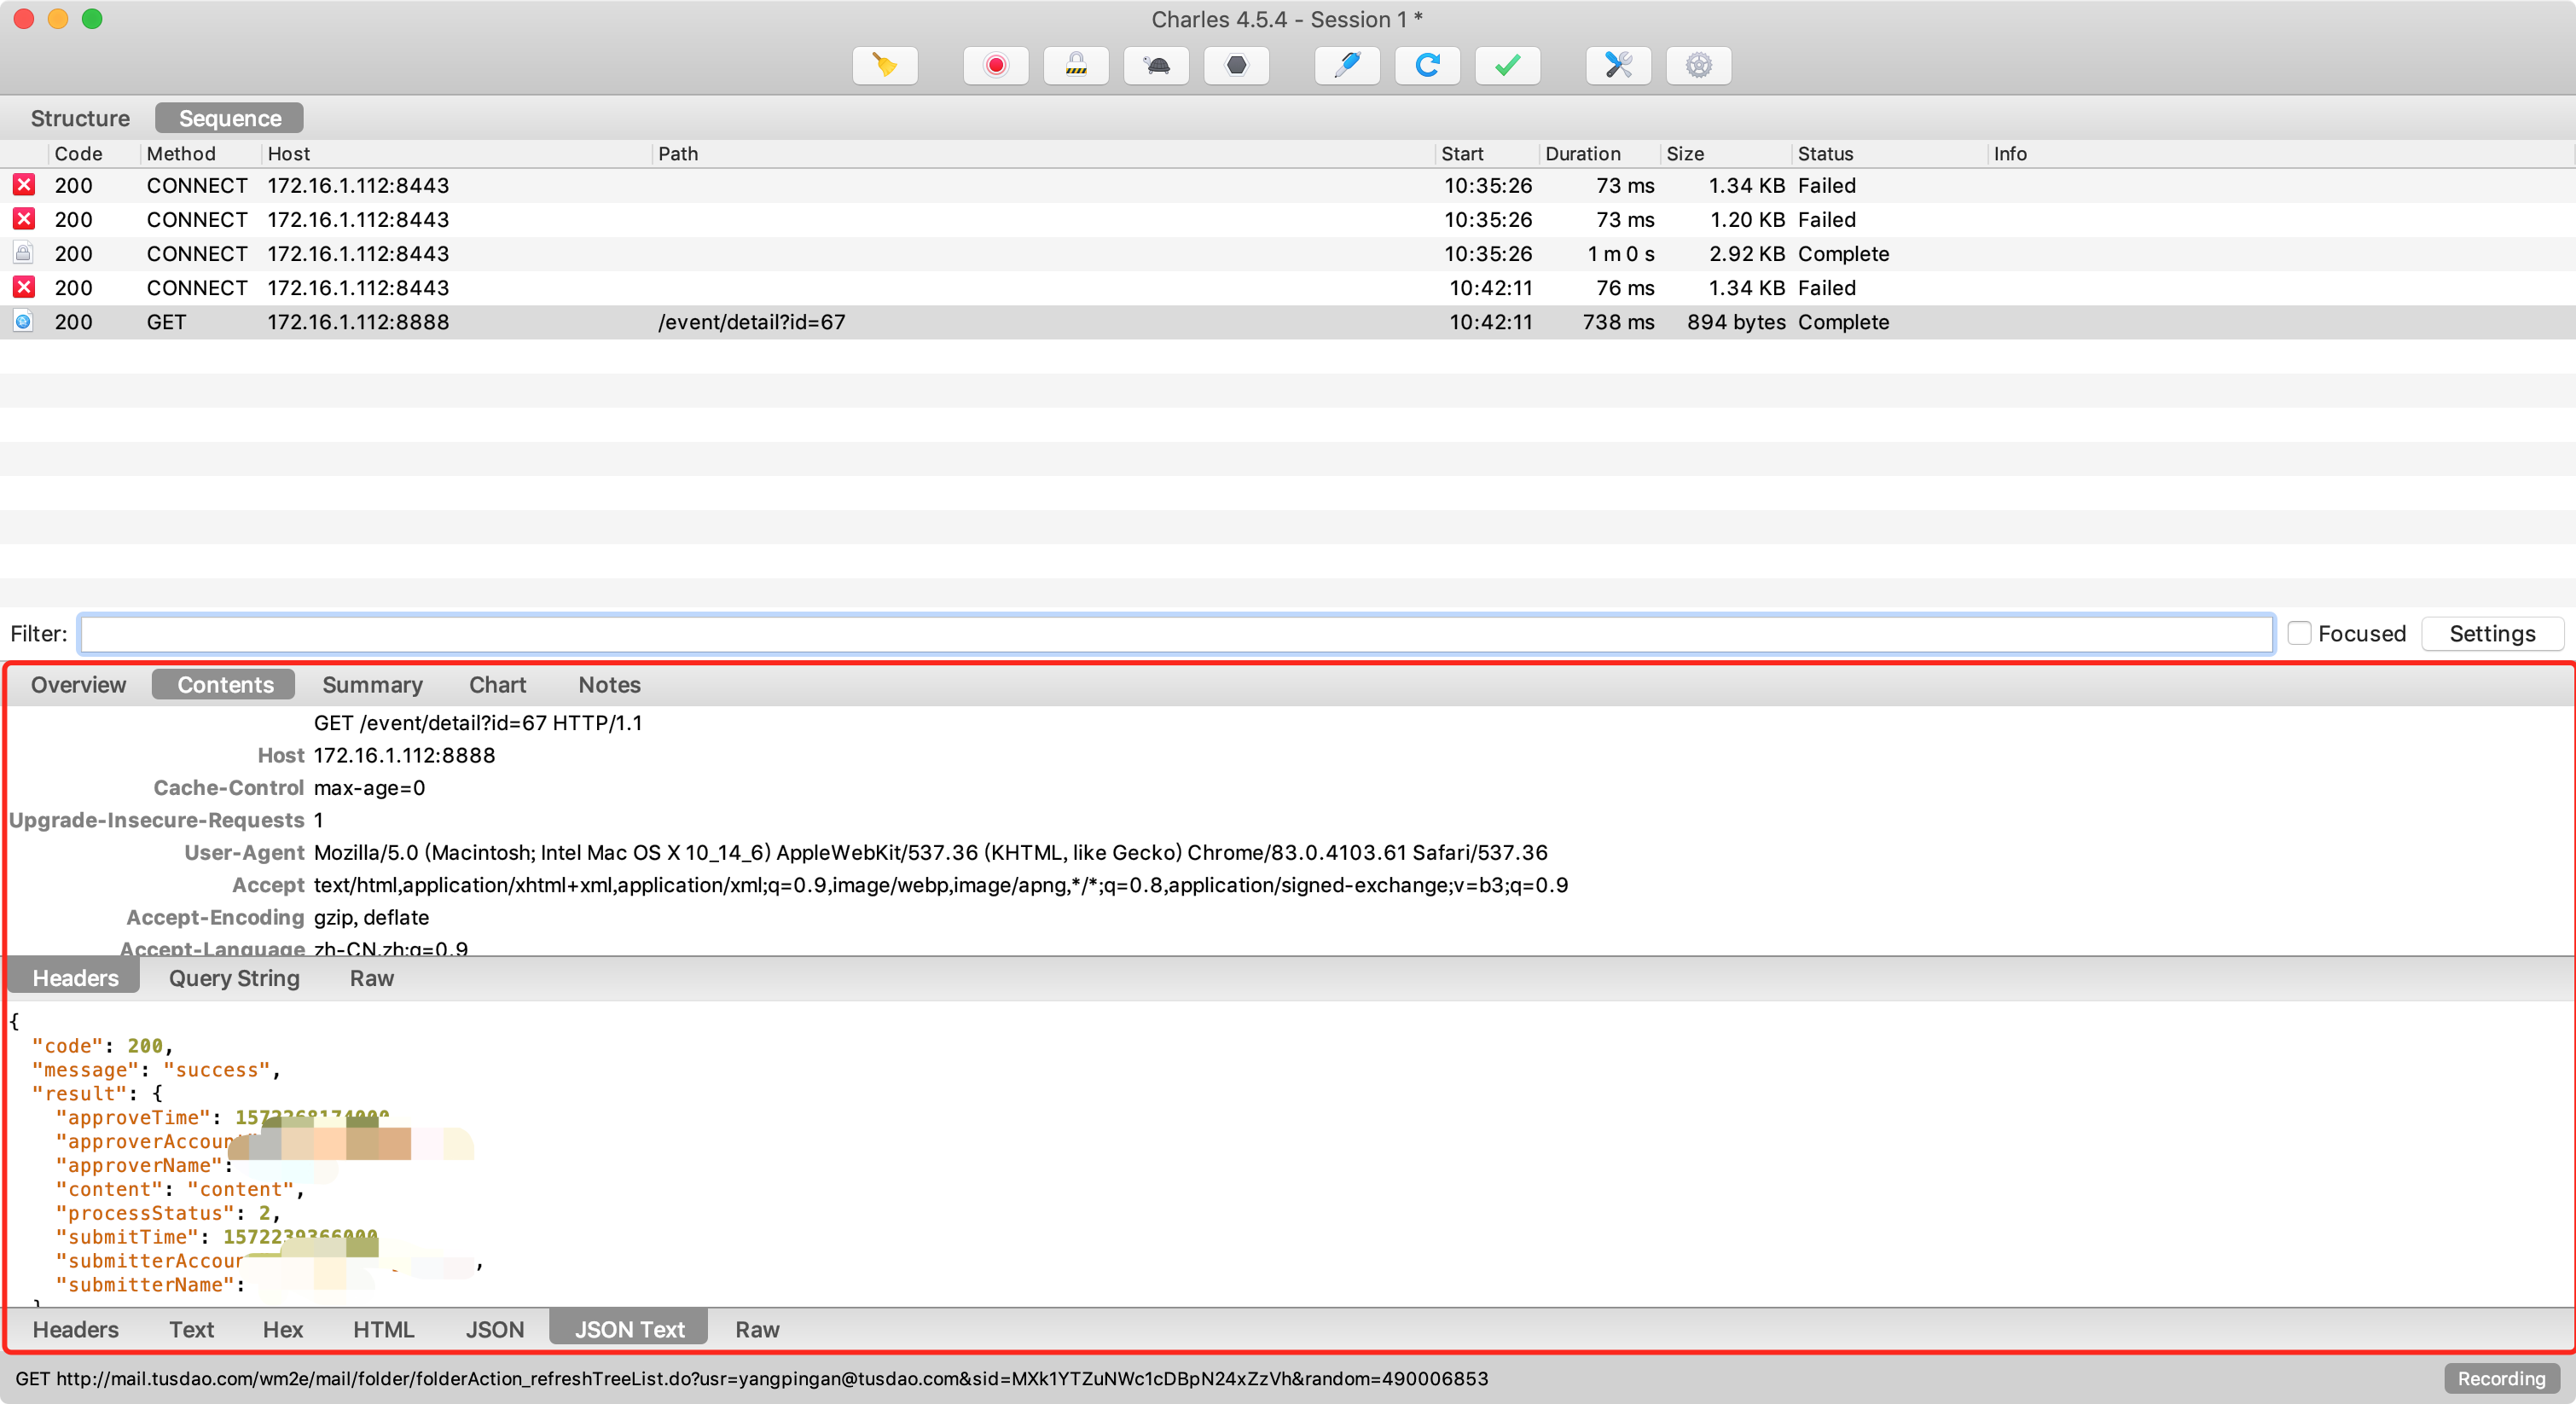 Charles 4.5.4 - Session 1 *
Structure Sequence
Code Method Host Path Start Duration Size Status Info
200 CONNECT 172.16.1.112:8443 10:35:26 73 ms 1.34 KB Failed
200 CONNECT 172.16.1.112:8443 10:35:26 73 ms 1.20 KB Failed
200 CONNECT 172.16.1.112:8443 10:35:26 1 m 0 s 2.92 KB Complete
200 CONNECT 172.16.1.112:8443 10:42:11 76 ms 1.34 KB Failed
200 GET 172.16.1.112:8888 /event/detail?id=67 10:42:11 738 ms 894 bytes Complete
Filter: Focused Settings
Overview Contents Summary Chart Notes
GET /event/detail?id=67 HTTP/1.1
Host 172.16.1.112:8888
Cache-Control max-age=0
Upgrade-Insecure-Requests 1
User-Agent Mozilla/5.0 (Macintosh; Intel Mac OS X 10_14_6) AppleWebKit/537.36 (KHTML, like Gecko) Chrome/83.0.4103.61 Safari/537.36
Accept text/html,application/xhtml+xml,application/xml;q=0.9,image/webp,image/apng,*/*;q=0.8,application/signed-exchange;v=b3;q=0.9
Accept-Encoding gzip, deflate
Accept-Language zh-CN,zh;q=0.9
Headers Query String Raw
{
"code": 200,
"message": "success",
"result": {
"approveTime": 1572268174000
"approverAccoun
"approverName":
"content": "content",
"processStatus": 2,
"submitTime": 1572239366000
"submitterAccour ,
"submitterName":
}
Headers Text Hex HTML JSON JSON Text Raw
GET http://mail.tusdao.com/wm2e/mail/folder/folderAction_refreshTreeList.do?usr=yangpingan@tusdao.com&sid=MXk1YTZuNWc1cDBpN24xZzVh&random=490006853
Recording